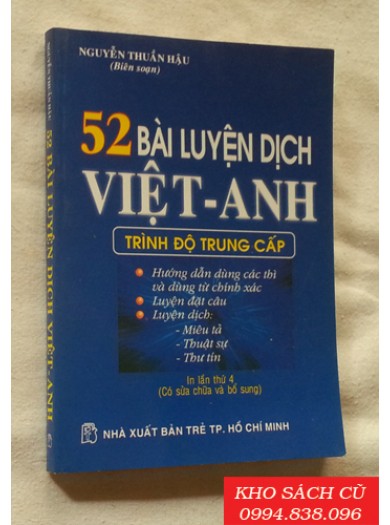 NGUYỄN THUẦN HẬU
(Biên soạn)
52 BÀI LUYỆN DỊCH
VIỆT-ANH
TRÌNH ĐỘ TRUNG CẤP
Hướng dẫn dùng các thì
và dùng từ chính xác
Luyện đặt câu
Luyện dịch:
- Miêu tả
- Thuật sự
- Thư tín
In lần thứ 4
(Có sửa chữa và bổ sung)
NHÀ XUẤT BẢN TRẺ TP. HỒ CHÍ MINH
52 BÀI LUYỆN DỊCH VIỆT-ANH
KHO SÁCH CŨ
0994.838.096